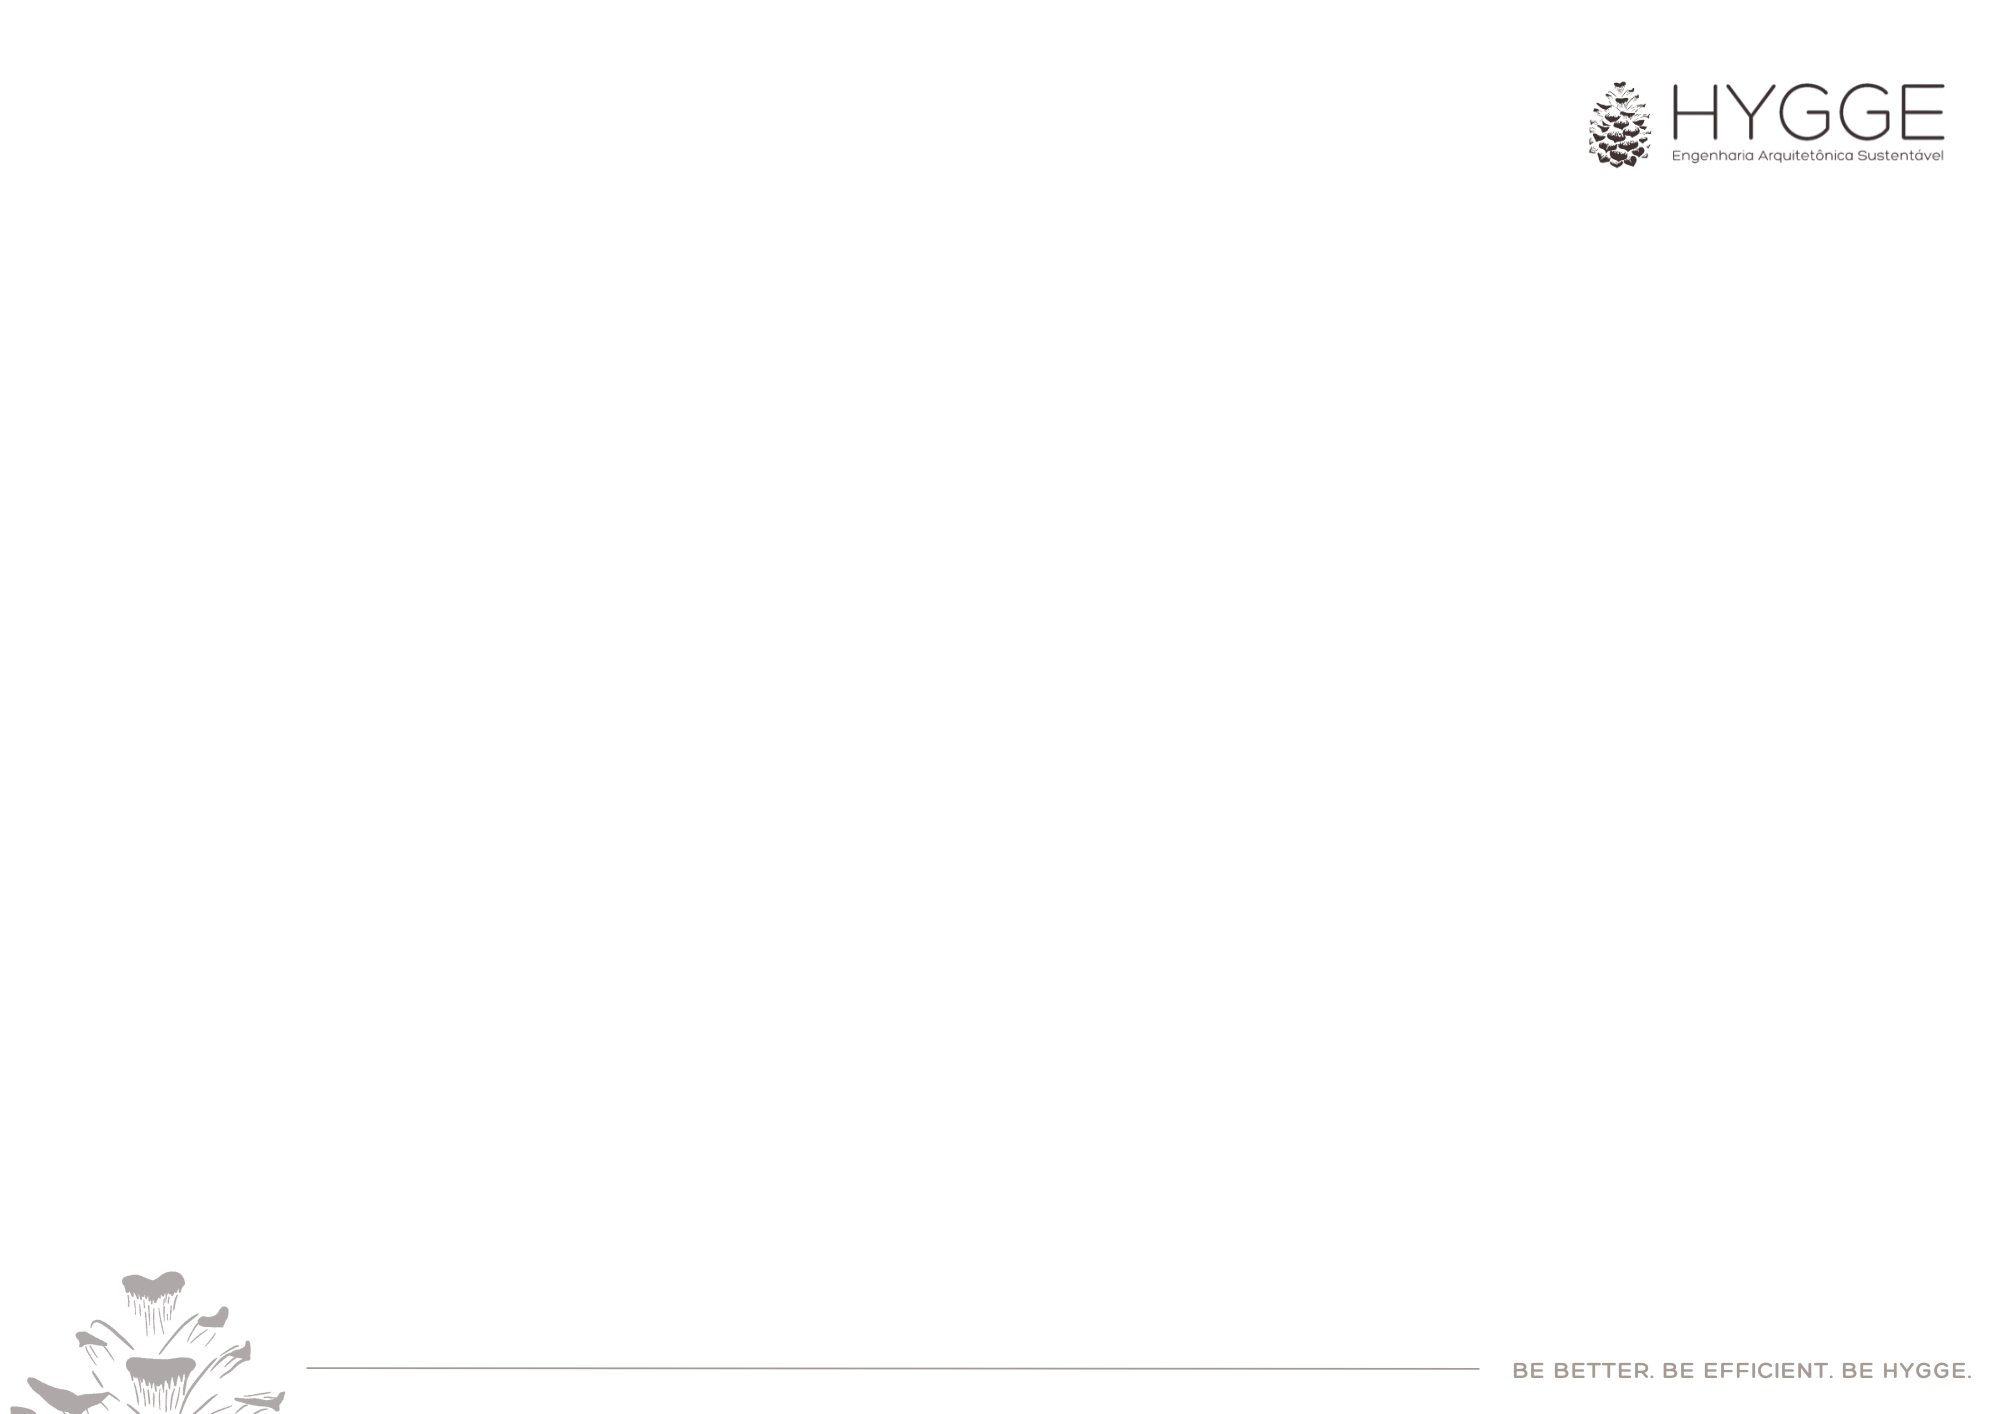 HYGGE
Engenharia Arquitetônica Sustentável
BE BETTER. BE EFFICIENT. BE HYGGE.